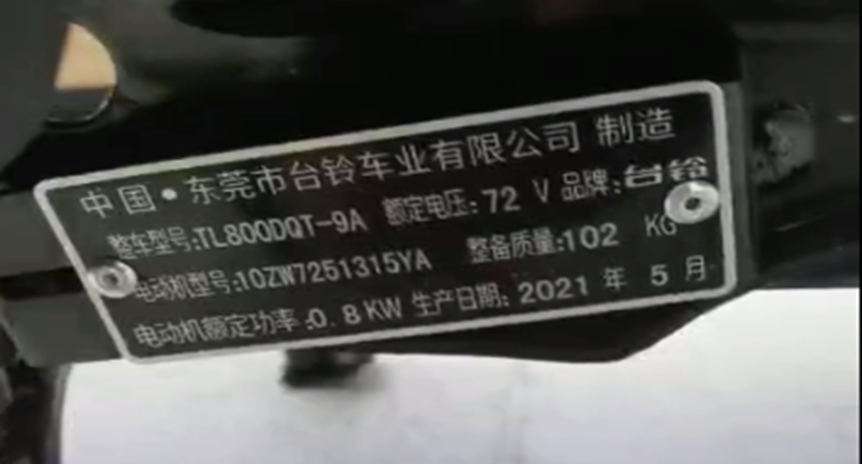 中国·东莞市台铃车业有限公司 制造
整车型号:TL800DQT-9A 额定电压:72 V 品牌:台铃
电动机型号:10ZW7251315YA 整备质量:102 KG
电动机额定功率:0.8KW 生产日期:2021 年 5 月